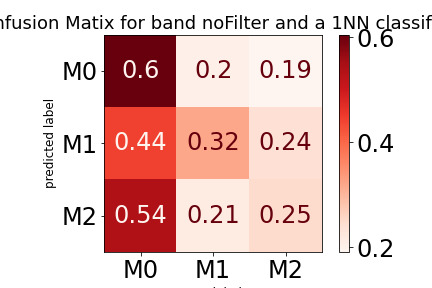 nfusion Matix for band noFilter and a 1NN classif
M0 0.6 0.2 0.19
M1 0.44 0.32 0.24
M2 0.54 0.21 0.25
M0 M1 M2
predicted label
0.6
0.4
0.2